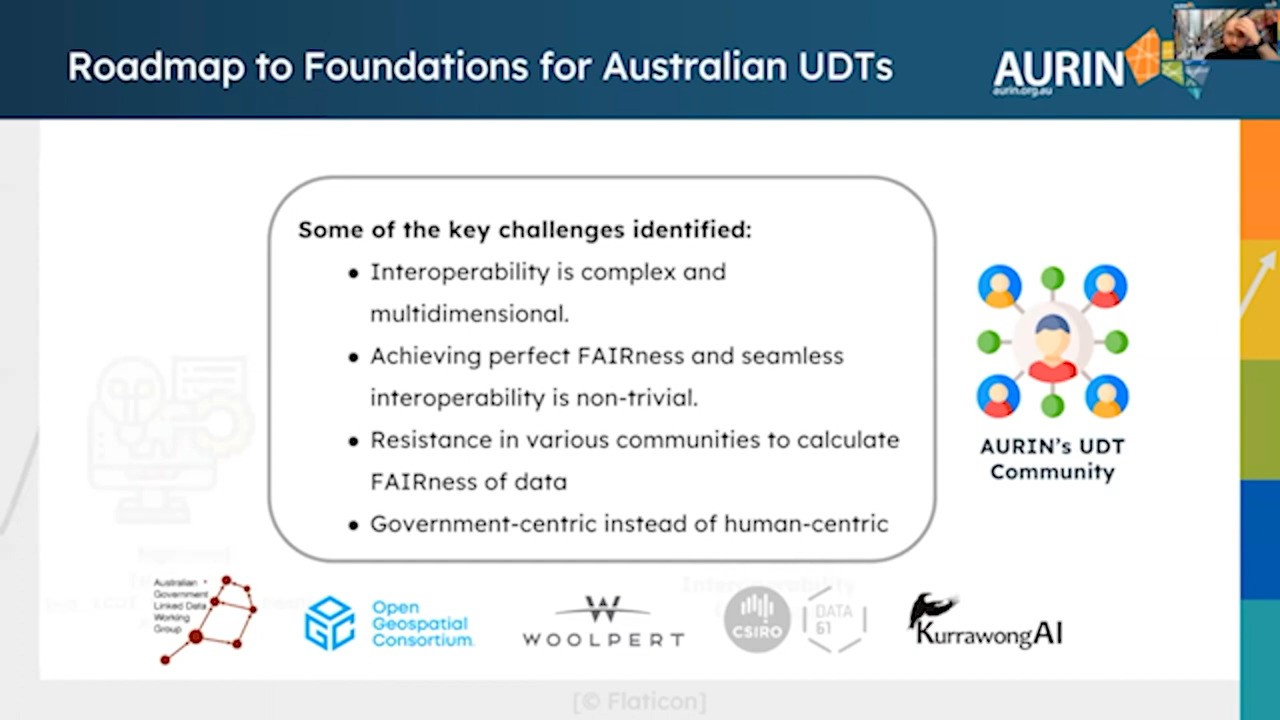 Roadmap to Foundations for Australian UDTs
AURIN
aurin.org.au
Some of the key challenges identified:
● Interoperability is complex and
multidimensional.
● Achieving perfect FAIRness and seamless
interoperability is non-trivial.
● Resistance in various communities to calculate
FAIRness of data
● Government-centric instead of human-centric
AURIN's UDT
Community
Interoperability
Australian
Government
Linked Data
Working
Group
Open
Geospatial
Consortium
WOOLPERT
CSIRO
DATA
61
KurrawongAI
[© Flaticon]